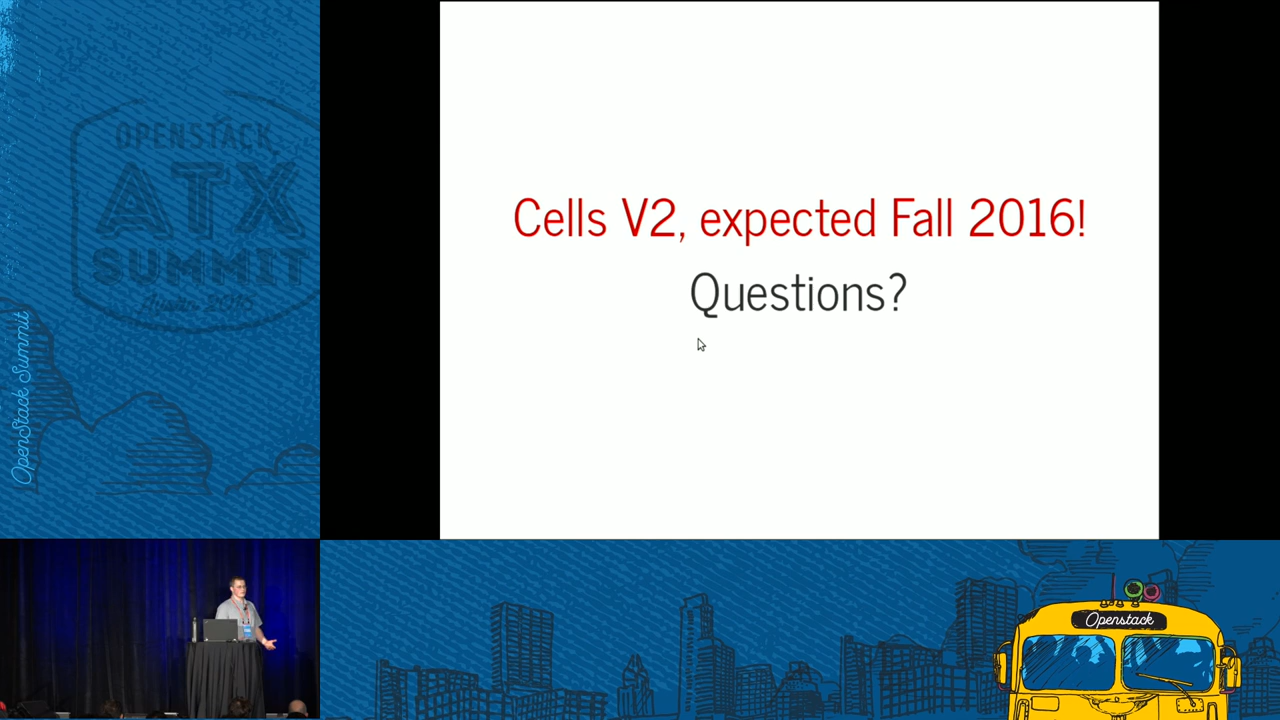 OPENSTACK
ATX
SUMMIT
Austin 2016
OpenStack Summit
Cells V2, expected Fall 2016!
Questions?
Openstack